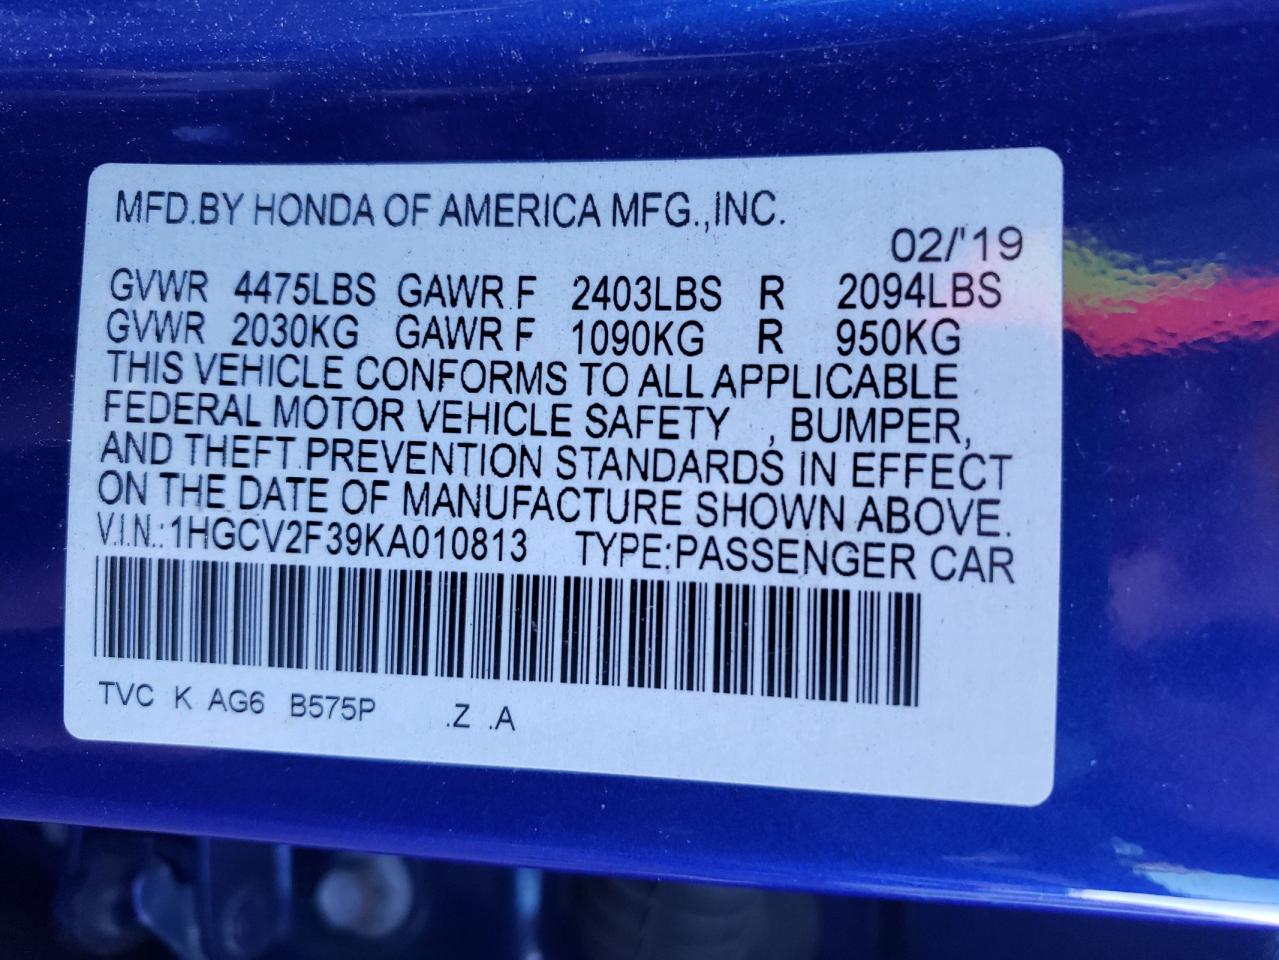 MFD.BY HONDA OF AMERICA MFG.,INC.
02/'19
GVWR 4475LBS GAWR F 2403LBS R 2094LBS
GVWR 2030KG GAWR F 1090KG R 950KG
THIS VEHICLE CONFORMS TO ALL APPLICABLE
FEDERAL MOTOR VEHICLE SAFETY , BUMPER,
AND THEFT PREVENTION STANDARDS IN EFFECT
ON THE DATE OF MANUFACTURE SHOWN ABOVE.
V.I.N.:1HGCV2F39KA010813 TYPE:PASSENGER CAR
TVC K AG6 B575P .Z .A